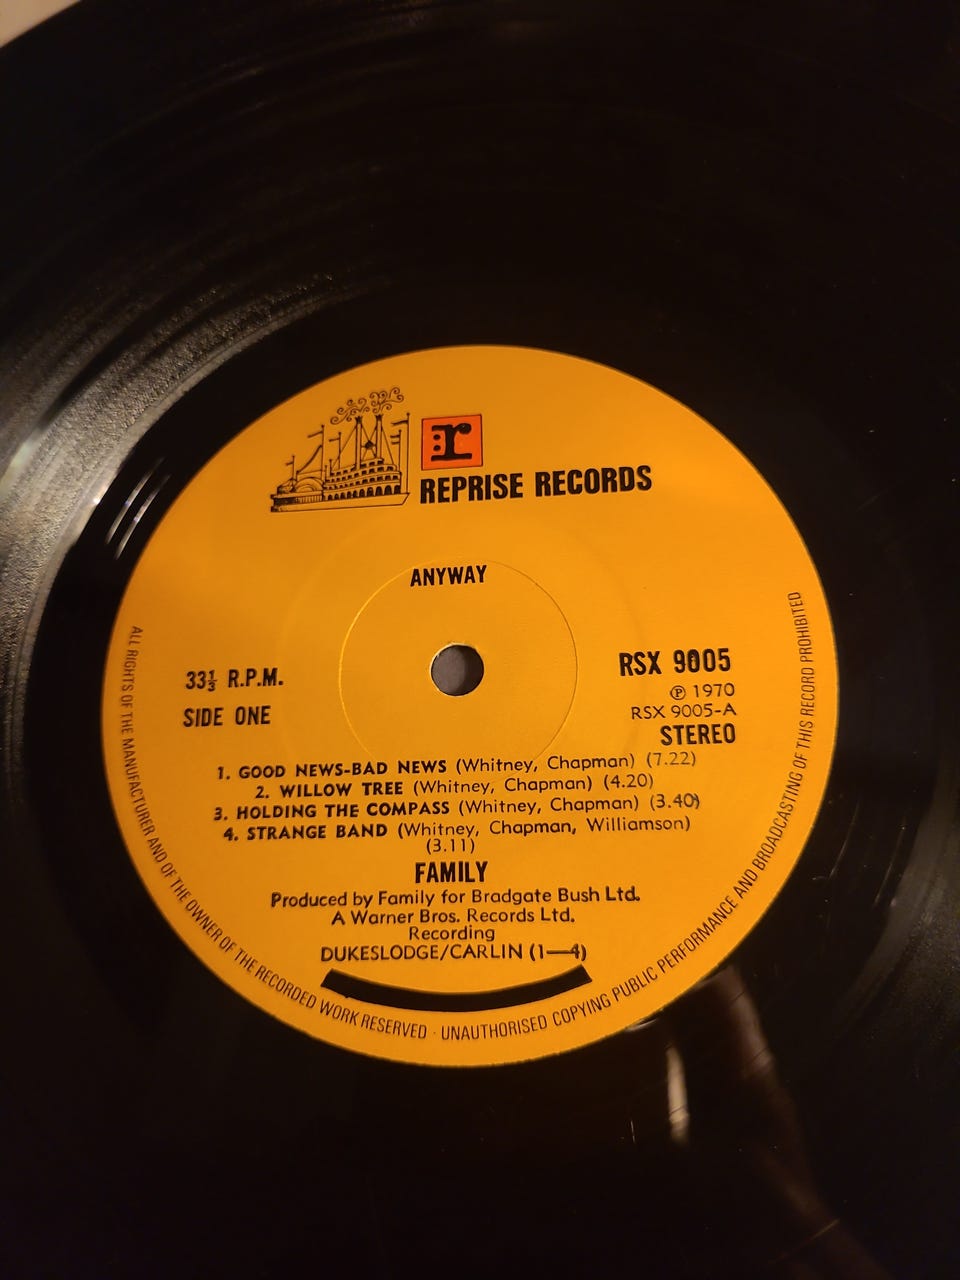 r
REPRISE RECORDS
ANYWAY
33⅓ R.P.M.
SIDE ONE
RSX 9005
℗ 1970
RSX 9005-A
STEREO
1. GOOD NEWS-BAD NEWS (Whitney, Chapman) (7.22)
2. WILLOW TREE (Whitney, Chapman) (4.20)
3. HOLDING THE COMPASS (Whitney, Chapman) (3.40)
4. STRANGE BAND (Whitney, Chapman, Williamson)
(3.11)
FAMILY
Produced by Family for Bradgate Bush Ltd.
A Warner Bros. Records Ltd.
Recording
DUKESLODGE/CARLIN (1—4)
ALL RIGHTS OF THE MANUFACTURER AND OF THE OWNER OF THE RECORDED WORK RESERVED · UNAUTHORISED COPYING PUBLIC PERFORMANCE AND BROADCASTING OF THIS RECORD PROHIBITED